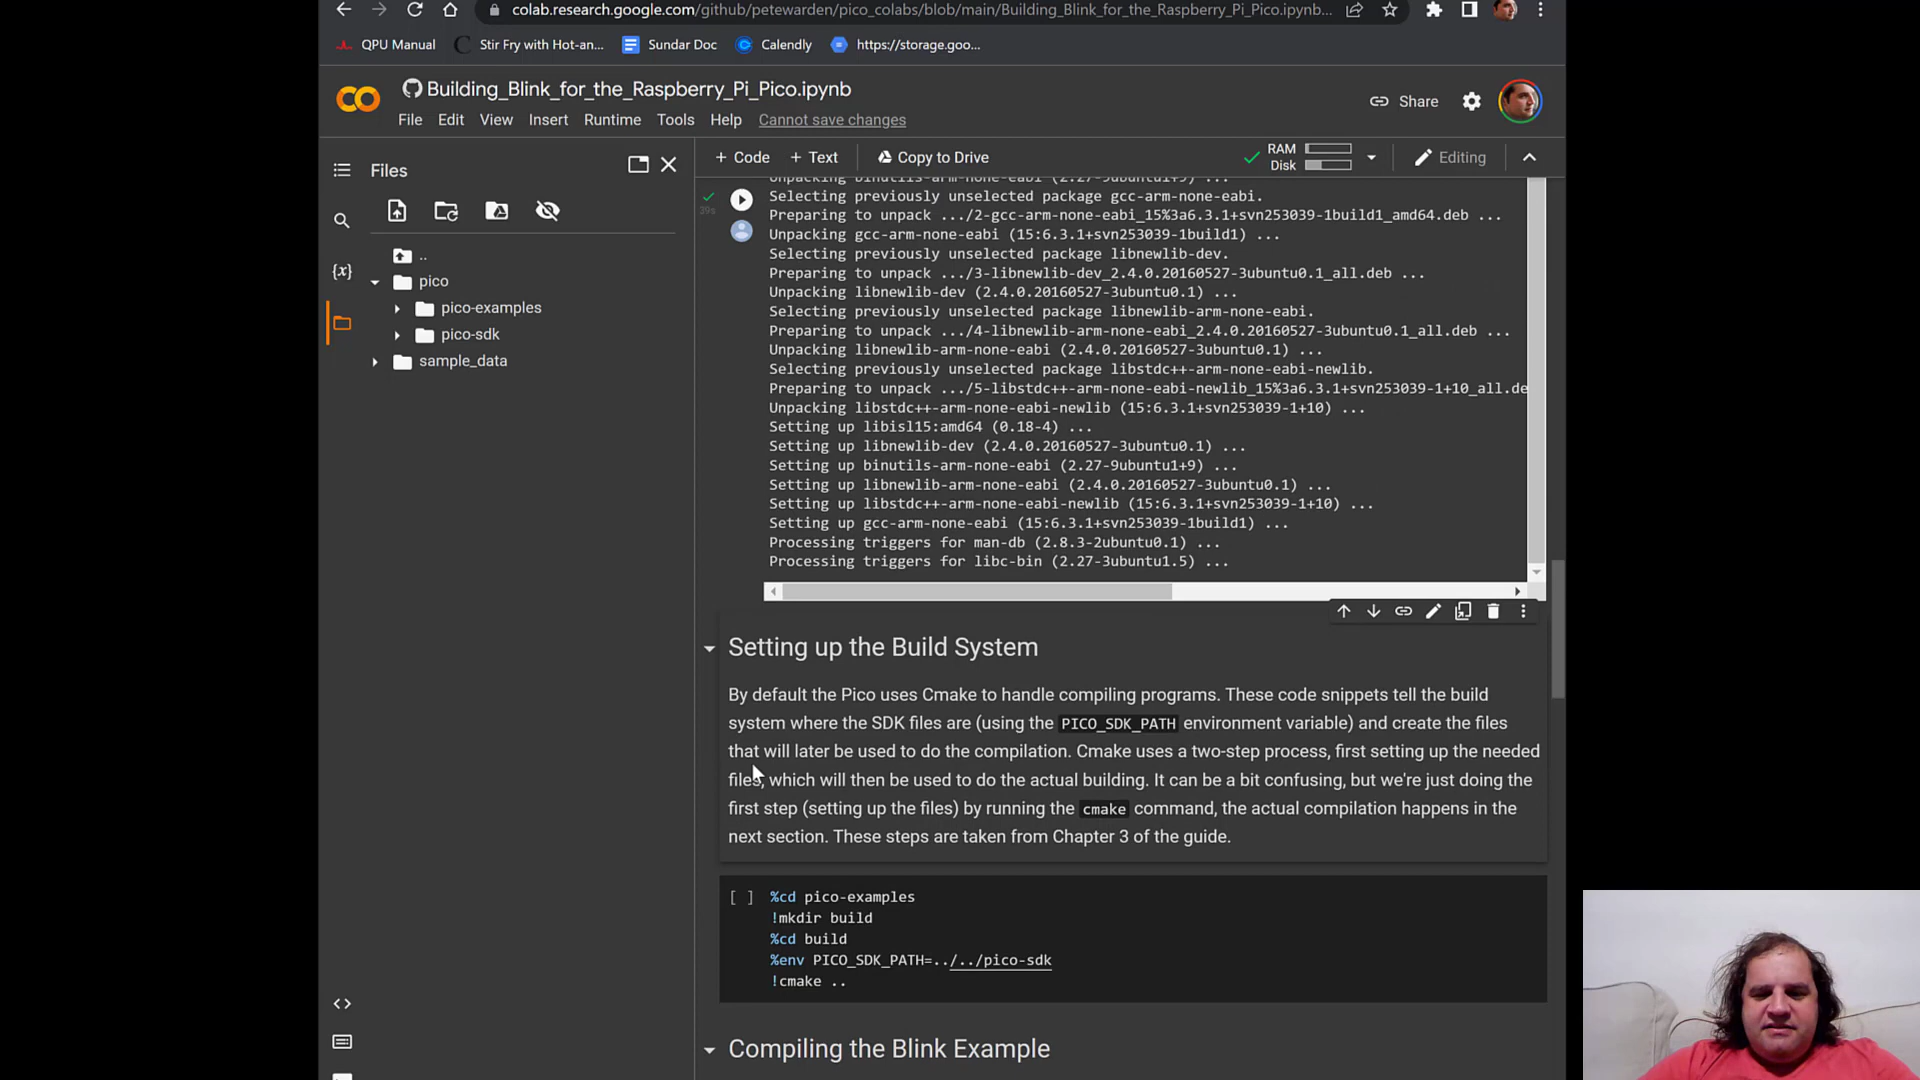 colab.research.google.com/github/petewarden/pico_colabs/blob/main/Building_Blink_for_the_Raspberry_Pi_Pico.ipynb...
QPU Manual
Stir Fry with Hot-an...
Sundar Doc
Calendly
https://storage.goo...
Building_Blink_for_the_Raspberry_Pi_Pico.ipynb
Share
File Edit View Insert Runtime Tools Help Cannot save changes
Files
+ Code + Text
Copy to Drive
RAM
Disk
Editing
..
pico
pico-examples
pico-sdk
sample_data
{x}
39s
Unpacking binutils-arm-none-eabi (2.27-9ubuntu1+9) ...
Selecting previously unselected package gcc-arm-none-eabi.
Preparing to unpack .../2-gcc-arm-none-eabi_15%3a6.3.1+svn253039-1build1_amd64.deb ...
Unpacking gcc-arm-none-eabi (15:6.3.1+svn253039-1build1) ...
Selecting previously unselected package libnewlib-dev.
Preparing to unpack .../3-libnewlib-dev_2.4.0.20160527-3ubuntu0.1_all.deb ...
Unpacking libnewlib-dev (2.4.0.20160527-3ubuntu0.1) ...
Selecting previously unselected package libnewlib-arm-none-eabi.
Preparing to unpack .../4-libnewlib-arm-none-eabi_2.4.0.20160527-3ubuntu0.1_all.deb ...
Unpacking libnewlib-arm-none-eabi (2.4.0.20160527-3ubuntu0.1) ...
Selecting previously unselected package libstdc++-arm-none-eabi-newlib.
Preparing to unpack .../5-libstdc++-arm-none-eabi-newlib_15%3a6.3.1+svn253039-1+10_all.de
Unpacking libstdc++-arm-none-eabi-newlib (15:6.3.1+svn253039-1+10) ...
Setting up libisl15:amd64 (0.18-4) ...
Setting up libnewlib-dev (2.4.0.20160527-3ubuntu0.1) ...
Setting up binutils-arm-none-eabi (2.27-9ubuntu1+9) ...
Setting up libnewlib-arm-none-eabi (2.4.0.20160527-3ubuntu0.1) ...
Setting up libstdc++-arm-none-eabi-newlib (15:6.3.1+svn253039-1+10) ...
Setting up gcc-arm-none-eabi (15:6.3.1+svn253039-1build1) ...
Processing triggers for man-db (2.8.3-2ubuntu0.1) ...
Processing triggers for libc-bin (2.27-3ubuntu1.5) ...
Setting up the Build System
By default the Pico uses Cmake to handle compiling programs. These code snippets tell the build
system where the SDK files are (using the PICO_SDK_PATH environment variable) and create the files
that will later be used to do the compilation. Cmake uses a two-step process, first setting up the needed
files, which will then be used to do the actual building. It can be a bit confusing, but we're just doing the
first step (setting up the files) by running the cmake command, the actual compilation happens in the
next section. These steps are taken from Chapter 3 of the guide.
[ ]
%cd pico-examples
!mkdir build
%cd build
%env PICO_SDK_PATH=../../pico-sdk
!cmake ..
Compiling the Blink Example